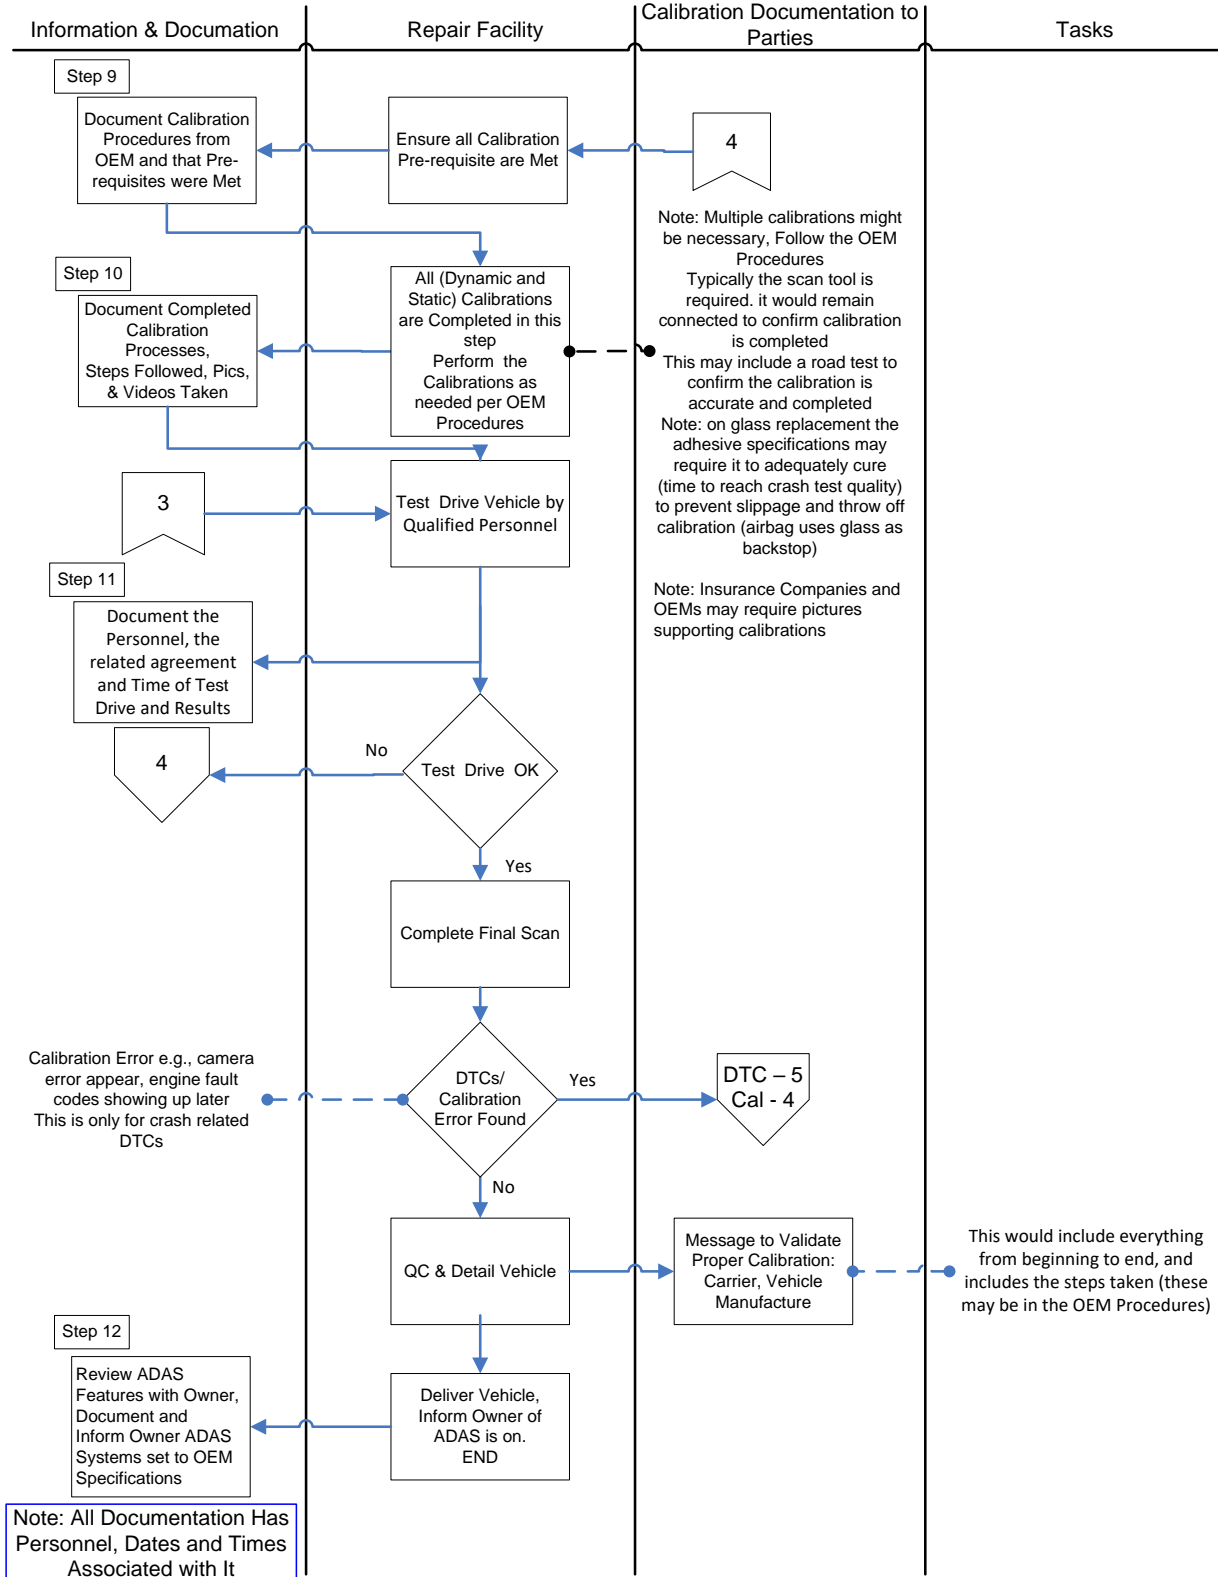 Information & Documation
Repair Facility
Calibration Documentation to
Parties
Tasks
Step 9
Document Calibration
Procedures from
OEM and that Pre-
requisites were Met
Ensure all Calibration
Pre-requisite are Met
4
Note: Multiple calibrations might
be necessary, Follow the OEM
Procedures
Typically the scan tool is
required. it would remain
connected to confirm calibration
is completed
This may include a road test to
confirm the calibration is
accurate and completed
Note: on glass replacement the
adhesive specifications may
require it to adequately cure
(time to reach crash test quality)
to prevent slippage and throw off
calibration (airbag uses glass as
backstop)
Note: Insurance Companies and
OEMs may require pictures
supporting calibrations
Step 10
Document Completed
Calibration
Processes,
Steps Followed, Pics,
& Videos Taken
All (Dynamic and
Static) Calibrations
are Completed in this
step
Perform the
Calibrations as
needed per OEM
Procedures
3
Test Drive Vehicle by
Qualified Personnel
Step 11
Document the
Personnel, the
related agreement
and Time of Test
Drive and Results
4
No
Test Drive OK
Yes
Complete Final Scan
Calibration Error e.g., camera
error appear, engine fault
codes showing up later
This is only for crash related
DTCs
DTCs/
Calibration
Error Found
Yes
DTC – 5
Cal - 4
No
QC & Detail Vehicle
Message to Validate
Proper Calibration:
Carrier, Vehicle
Manufacture
This would include everything
from beginning to end, and
includes the steps taken (these
may be in the OEM Procedures)
Step 12
Review ADAS
Features with Owner,
Document and
Inform Owner ADAS
Systems set to OEM
Specifications
Deliver Vehicle,
Inform Owner of
ADAS is on.
END
Note: All Documentation Has
Personnel, Dates and Times
Associated with It